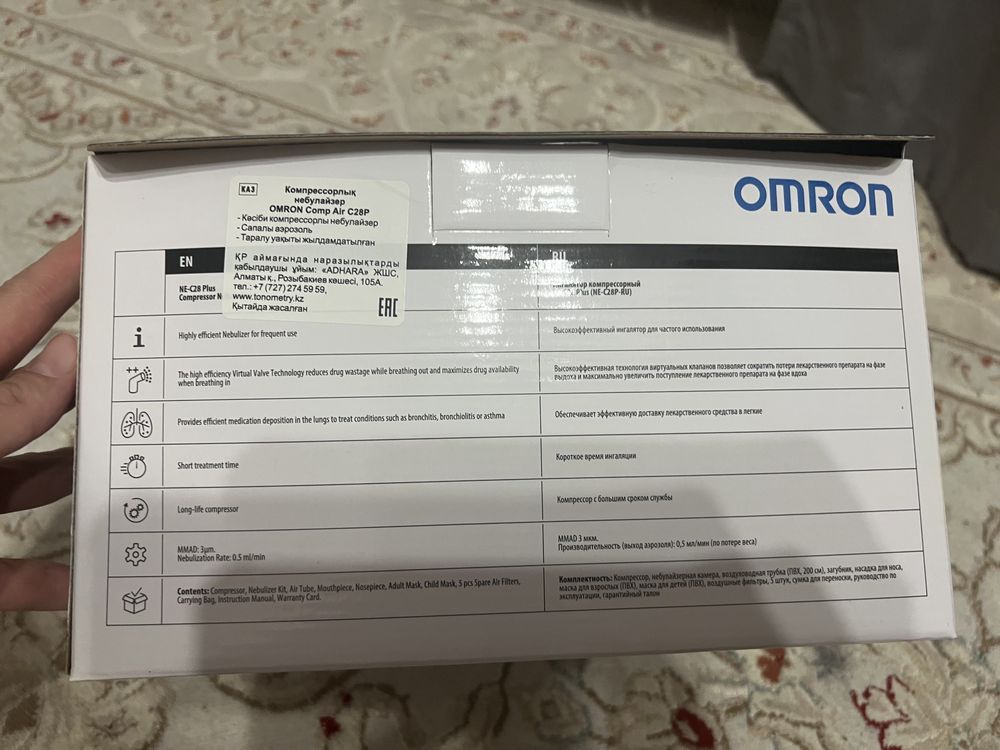 OMRON
КАЗ
Компрессорлық
небулайзер
OMRON Comp Air C28P
- Кәсіби компрессорлы небулайзер
- Сапалы аэрозоль
- Таралу уақыты жылдамдатылған
ҚР аймағында наразылықтарды
қабылдаушы ұйым: «ADHARA» ЖШС,
Алматы қ., Розыбакиев көшесі, 105А.
тел.: +7 (727) 274 59 59,
www.tonometry.kz
Қытайда жасалған
EAC
EN
RU
NE-C28 Plus
Compressor
компрессорный
Plus (NE-C28P-RU)
Highly efficient Nebulizer for frequent use
Высокоэффективный ингалятор для частого использования
The high efficiency Virtual Valve Technology reduces drug wastage while breathing out and maximizes drug availability
when breathing in
Высокоэффективная технология виртуальных клапанов позволяет сократить потери лекарственного препарата на фазе
выдоха и максимально увеличить поступление лекарственного препарата на фазе вдоха
Provides efficient medication deposition in the lungs to treat conditions such as bronchitis, bronchiolitis or asthma
Обеспечивает эффективную доставку лекарственного средства в легкие
Short treatment time
Короткое время ингаляции
Long-life compressor
Компрессор с большим сроком службы
MMAD: 3μm.
Nebulization Rate: 0.5 ml/min
MMAD 3 мкм.
Производительность (выход аэрозоля): 0,5 мл/мин (по потере веса)
Contents: Compressor, Nebulizer Kit, Air Tube, Mouthpiece, Nosepiece, Adult Mask, Child Mask, 5 pcs Spare Air Filters,
Carrying Bag, Instruction Manual, Warranty Card.
Комплектность: Компрессор, небулайзерная камера, воздуховодная трубка (ПВХ, 200 см), загубник, насадка для носа,
маска для взрослых (ПВХ), маска для детей (ПВХ), воздушные фильтры, 5 штук, сумка для переноски, руководство по
эксплуатации, гарантийный талон